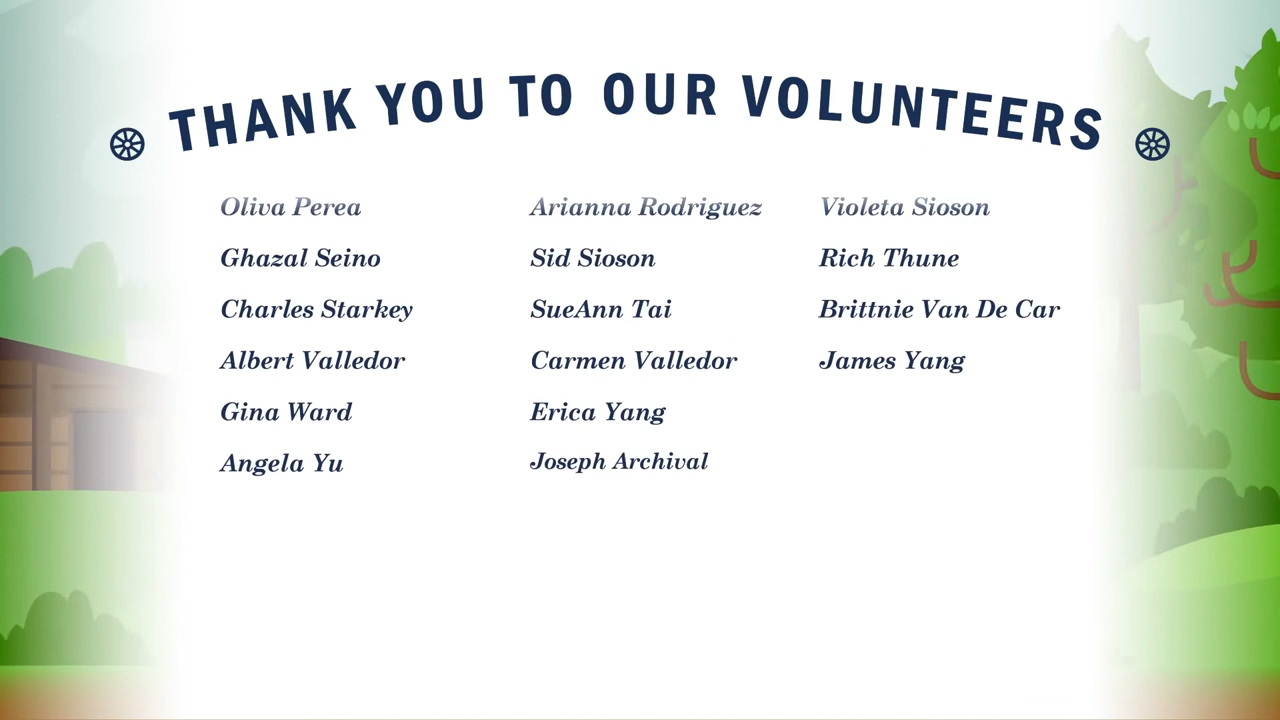 THANK YOU TO OUR VOLUNTEERS
Oliva Perea Arianna Rodriguez Violeta Sioson
Ghazal Seino Sid Sioson Rich Thune
Charles Starkey SueAnn Tai Brittnie Van De Car
Albert Valledor Carmen Valledor James Yang
Gina Ward Erica Yang
Angela Yu Joseph Archival